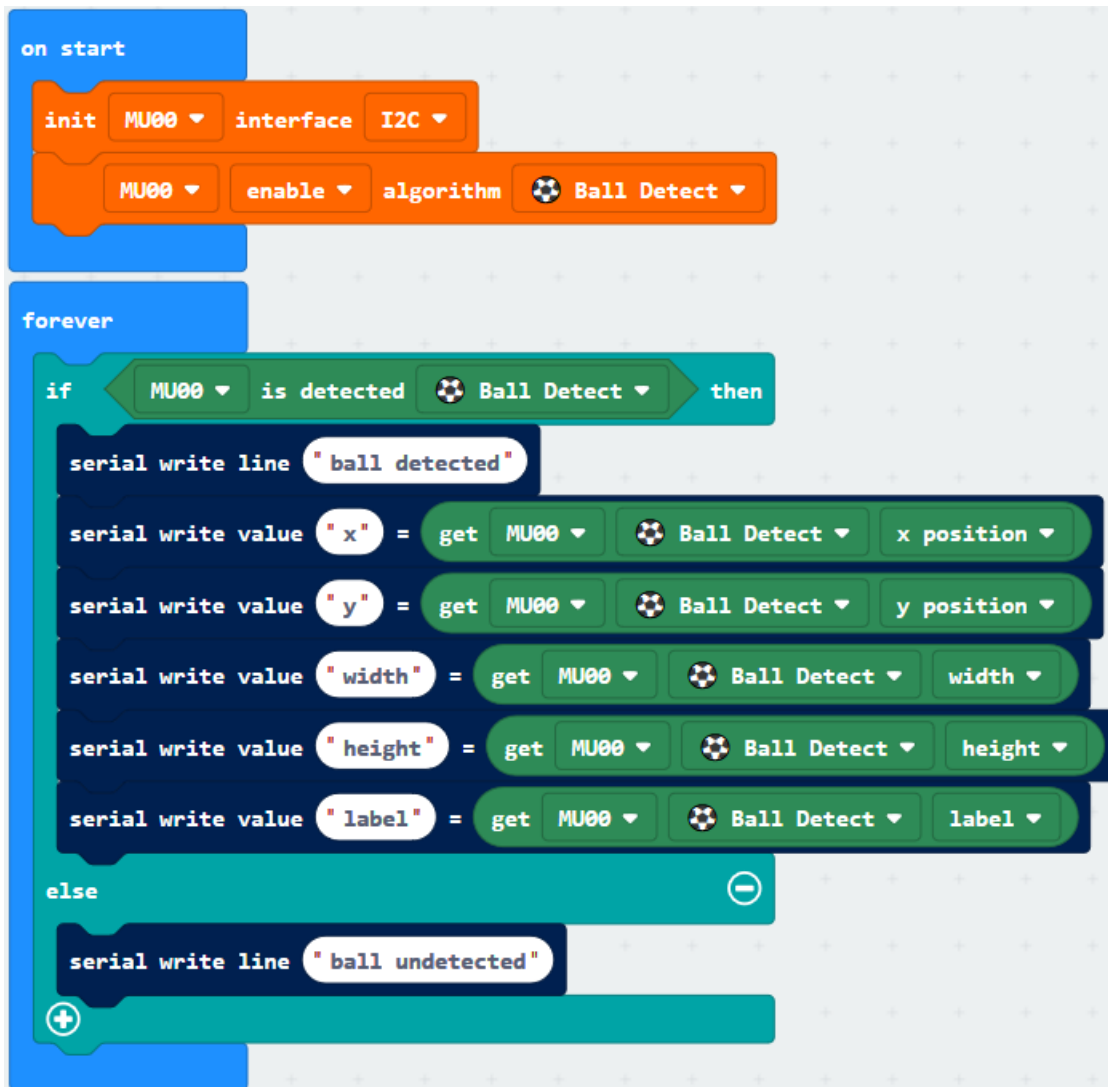 on start
init MU00 interface I2C
MU00 enable algorithm Ball Detect
forever
if MU00 is detected Ball Detect then
serial write line "ball detected"
serial write value "x" = get MU00 Ball Detect x position
serial write value "y" = get MU00 Ball Detect y position
serial write value "width" = get MU00 Ball Detect width
serial write value "height" = get MU00 Ball Detect height
serial write value "label" = get MU00 Ball Detect label
else
serial write line "ball undetected"